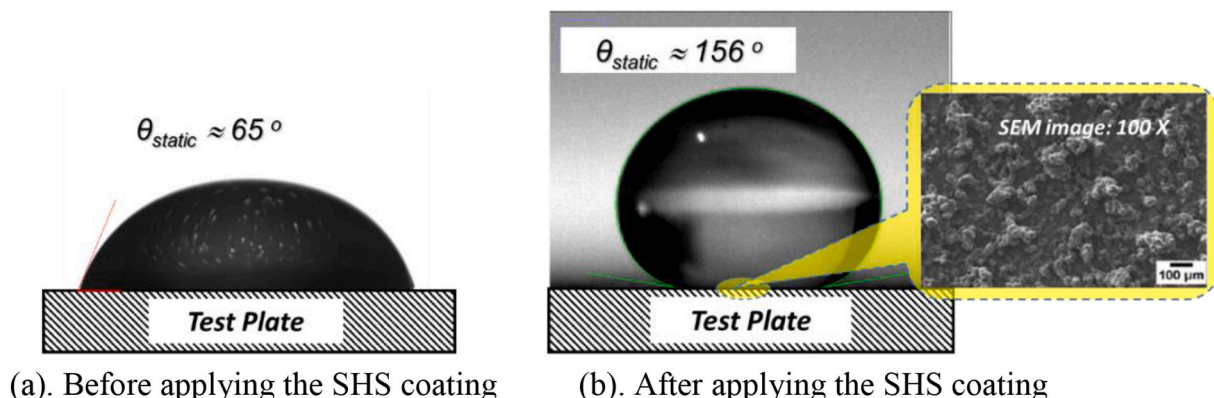 θstatic ≈ 65 °
Test Plate
(a). Before applying the SHS coating
θstatic ≈ 156 °
SEM image: 100 X
100 µm
Test Plate
(b). After applying the SHS coating